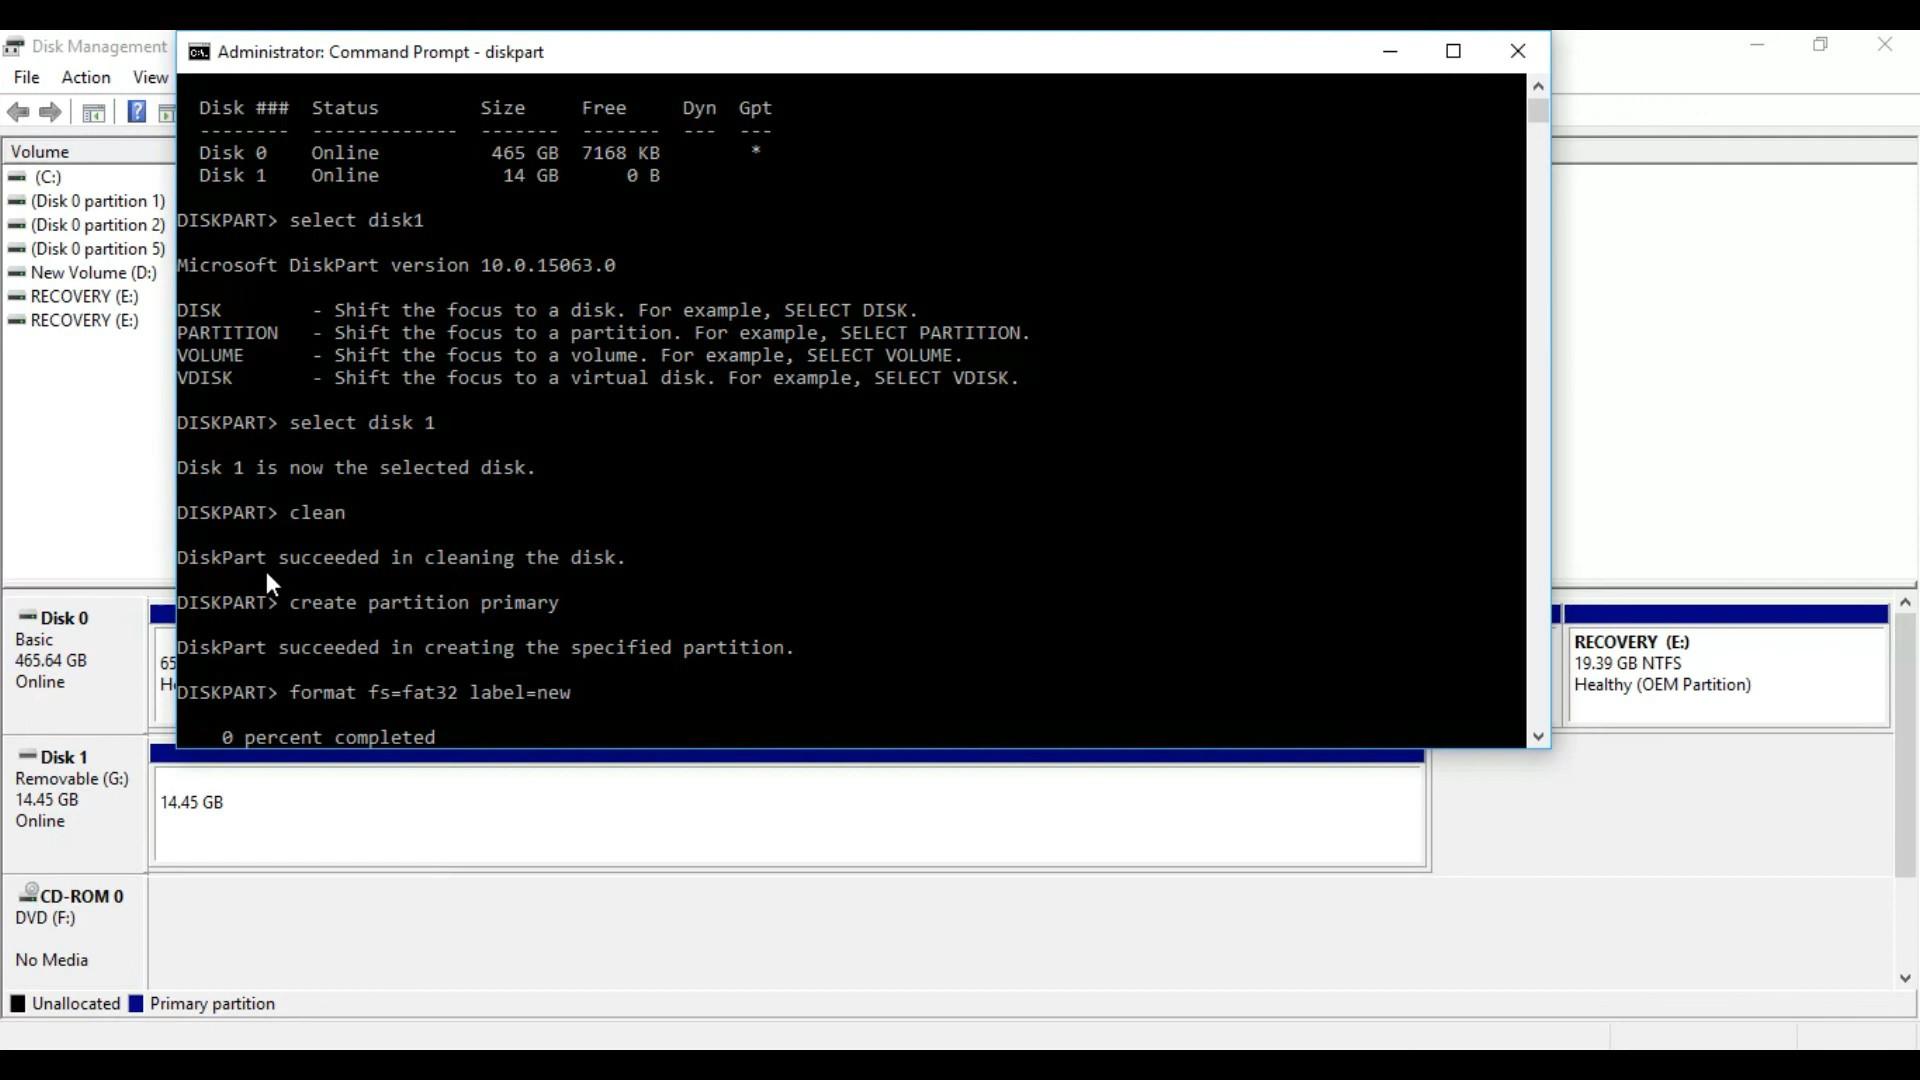 Disk Management
File Action View
Volume
(C:)
(Disk 0 partition 1)
(Disk 0 partition 2)
(Disk 0 partition 5)
New Volume (D:)
RECOVERY (E:)
RECOVERY (E:)
Administrator: Command Prompt - diskpart
Disk ### Status Size Free Dyn Gpt
-------- ------------- ------- ------- --- ---
Disk 0 Online 465 GB 7168 KB *
Disk 1 Online 14 GB 0 B
DISKPART> select disk1
Microsoft DiskPart version 10.0.15063.0
DISK - Shift the focus to a disk. For example, SELECT DISK.
PARTITION - Shift the focus to a partition. For example, SELECT PARTITION.
VOLUME - Shift the focus to a volume. For example, SELECT VOLUME.
VDISK - Shift the focus to a virtual disk. For example, SELECT VDISK.
DISKPART> select disk 1
Disk 1 is now the selected disk.
DISKPART> clean
DiskPart succeeded in cleaning the disk.
DISKPART> create partition primary
DiskPart succeeded in creating the specified partition.
DISKPART> format fs=fat32 label=new
0 percent completed
Disk 0
Basic
465.64 GB
Online
RECOVERY (E:)
19.39 GB NTFS
Healthy (OEM Partition)
Disk 1
Removable (G:)
14.45 GB
Online
14.45 GB
CD-ROM 0
DVD (F:)
No Media
Unallocated Primary partition